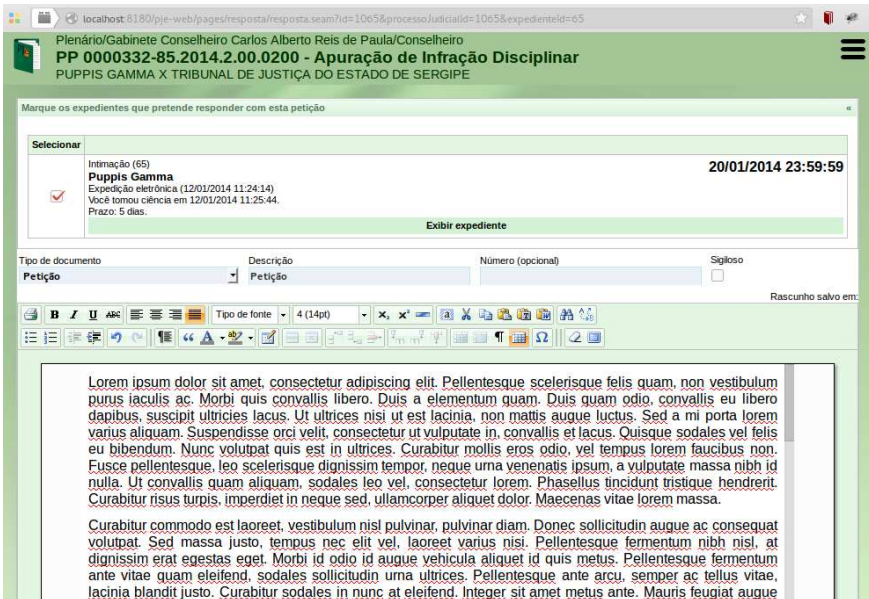 localhost:8180/pje-web/pages/resposta/resposta.seam?id=1065&processoJudicialId=1065&expedienteId=65
Plenário/Gabinete Conselheiro Carlos Alberto Reis de Paula/Conselheiro
PP 0000332-85.2014.2.00.0200 - Apuração de Infração Disciplinar
PUPPIS GAMMA X TRIBUNAL DE JUSTIÇA DO ESTADO DE SERGIPE
Marque os expedientes que pretende responder com esta petição «
Selecionar
Intimação (65) 20/01/2014 23:59:59
Puppis Gamma
Expedição eletrônica (12/01/2014 11:24:14)
Você tomou ciência em 12/01/2014 11:25:44.
Prazo: 5 dias.
Exibir expediente
Tipo de documento Descrição Número (opcional) Sigiloso
Petição Petição
Rascunho salvo em:
B I U ABC Tipo de fonte 4 (14pt) x₂ x²
¶ “ A ab ¶ Ω
Lorem ipsum dolor sit amet, consectetur adipiscing elit. Pellentesque scelerisque felis quam, non vestibulum
purus iaculis ac. Morbi quis convallis libero. Duis a elementum quam. Duis quam odio, convallis eu libero
dapibus, suscipit ultricies lacus. Ut ultrices nisi ut est lacinia, non mattis augue luctus. Sed a mi porta lorem
varius aliquam. Suspendisse orci velit, consectetur ut vulputate in, convallis et lacus. Quisque sodales vel felis
eu bibendum. Nunc volutpat quis est in ultrices. Curabitur mollis eros odio, vel tempus lorem faucibus non.
Fusce pellentesque, leo scelerisque dignissim tempor, neque urna venenatis ipsum, a vulputate massa nibh id
nulla. Ut convallis quam aliquam, sodales leo vel, consectetur lorem. Phasellus tincidunt tristique hendrerit.
Curabitur risus turpis, imperdiet in neque sed, ullamcorper aliquet dolor. Maecenas vitae lorem massa.
Curabitur commodo est laoreet, vestibulum nisl pulvinar, pulvinar diam. Donec sollicitudin augue ac consequat
volutpat. Sed massa justo, tempus nec elit vel, laoreet varius nisi. Pellentesque fermentum nibh nisl, at
dignissim erat egestas eget. Morbi id odio id augue vehicula aliquet id quis metus. Pellentesque fermentum
ante vitae quam eleifend, sodales sollicitudin urna ultrices. Pellentesque ante arcu, semper ac tellus vitae,
lacinia blandit justo. Curabitur sodales in nunc at eleifend. Integer sit amet metus ante. Mauris feugiat augue